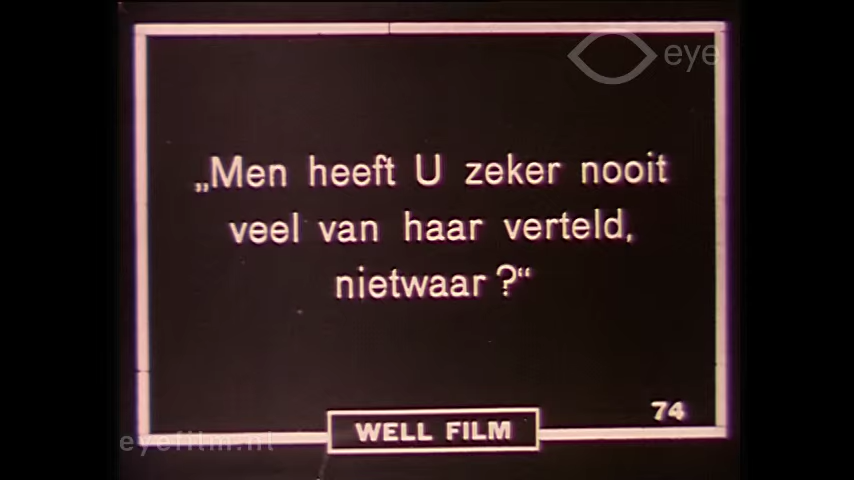 eye
„Men heeft U zeker nooit
veel van haar verteld,
nietwaar?“
74
WELL FILM
eyefilm.nl